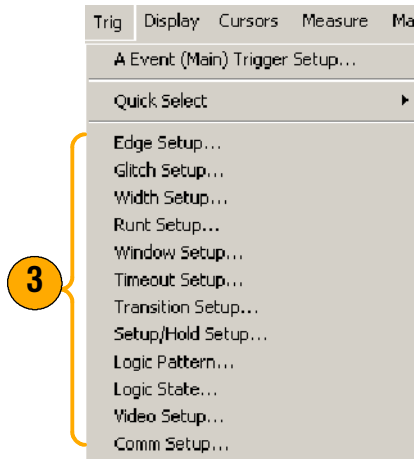 Trig Display Cursors Measure Ma
A Event (Main) Trigger Setup...
Quick Select
Edge Setup...
Glitch Setup...
Width Setup...
Runt Setup...
Window Setup...
3
Timeout Setup...
Transition Setup...
Setup/Hold Setup...
Logic Pattern...
Logic State...
Video Setup...
Comm Setup...